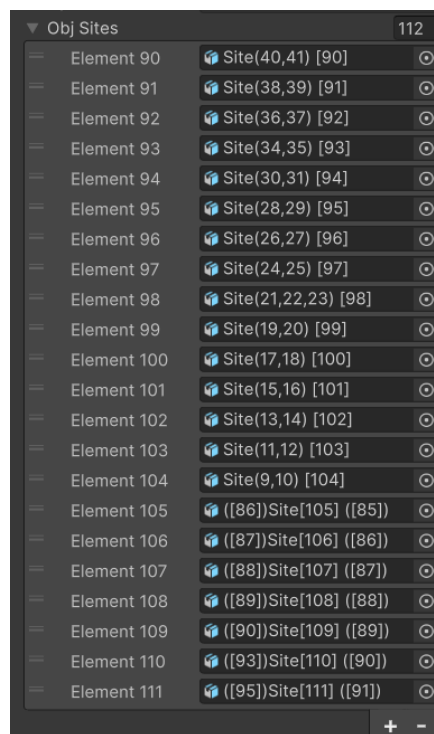 Obj Sites 112
Element 90 Site(40,41) [90]
Element 91 Site(38,39) [91]
Element 92 Site(36,37) [92]
Element 93 Site(34,35) [93]
Element 94 Site(30,31) [94]
Element 95 Site(28,29) [95]
Element 96 Site(26,27) [96]
Element 97 Site(24,25) [97]
Element 98 Site(21,22,23) [98]
Element 99 Site(19,20) [99]
Element 100 Site(17,18) [100]
Element 101 Site(15,16) [101]
Element 102 Site(13,14) [102]
Element 103 Site(11,12) [103]
Element 104 Site(9,10) [104]
Element 105 ([86])Site[105] ([85])
Element 106 ([87])Site[106] ([86])
Element 107 ([88])Site[107] ([87])
Element 108 ([89])Site[108] ([88])
Element 109 ([90])Site[109] ([89])
Element 110 ([93])Site[110] ([90])
Element 111 ([95])Site[111] ([91])
+ -